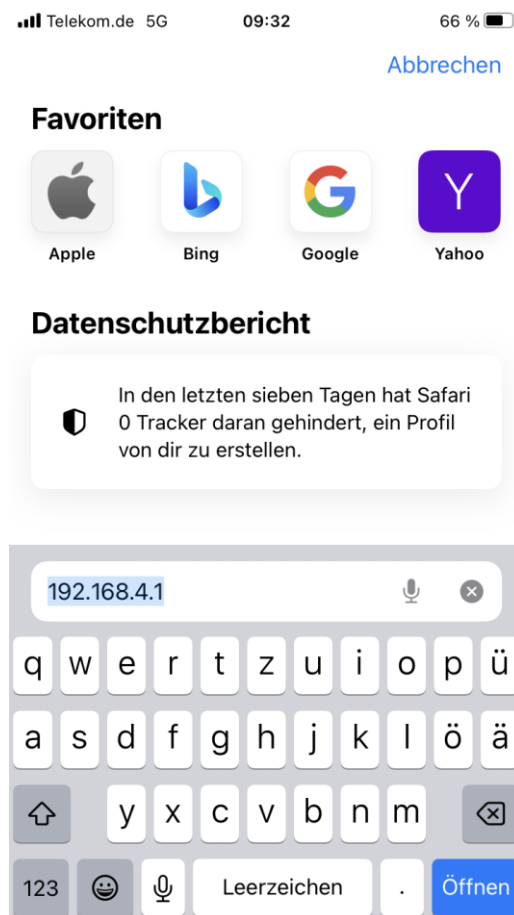 Telekom.de 5G 09:32 66 %
Abbrechen
Favoriten
Apple Bing Google Yahoo
Datenschutzbericht
In den letzten sieben Tagen hat Safari
0 Tracker daran gehindert, ein Profil
von dir zu erstellen.
192.168.4.1
q w e r t z u i o p ü
a s d f g h j k l ö ä
y x c v b n m
123 Leerzeichen . Öffnen